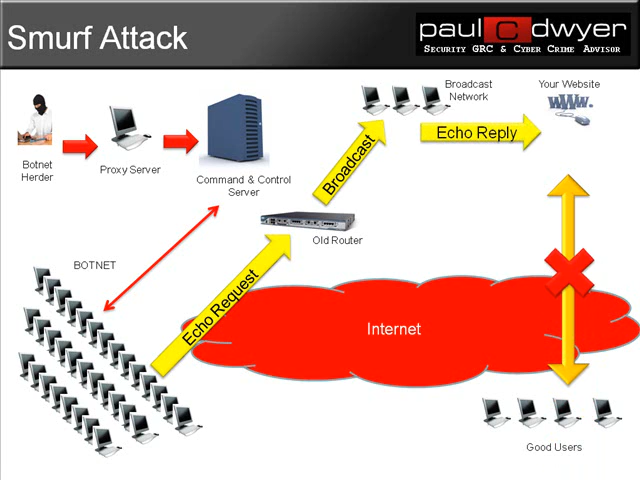 Smurf Attack
paul C dwyer
SECURITY GRC & CYBER CRIME ADVISOR
Botnet
Herder
Proxy Server
Command & Control
Server
Broadcast
Network
Your Website
WWW.
Echo Reply
Broadcast
Old Router
BOTNET
Echo Request
Internet
Good Users